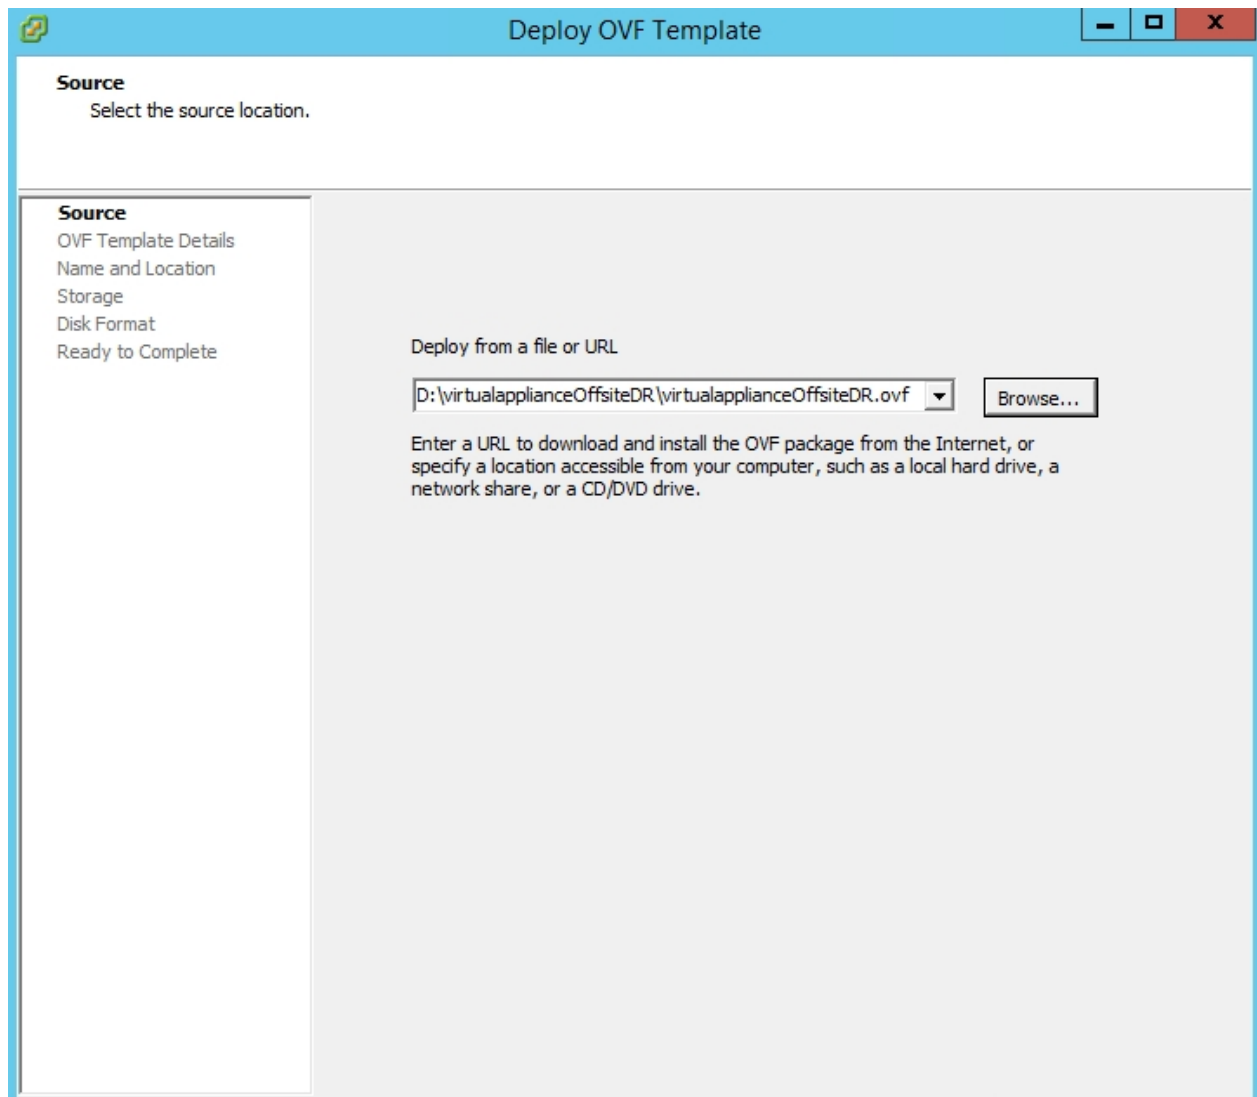 Deploy OVF Template
Source
Select the source location.
Source
OVF Template Details
Name and Location
Storage
Disk Format
Ready to Complete
Deploy from a file or URL
D:\virtualapplianceOffsiteDR\virtualapplianceOffsiteDR.ovf
Browse...
Enter a URL to download and install the OVF package from the Internet, or
specify a location accessible from your computer, such as a local hard drive, a
network share, or a CD/DVD drive.